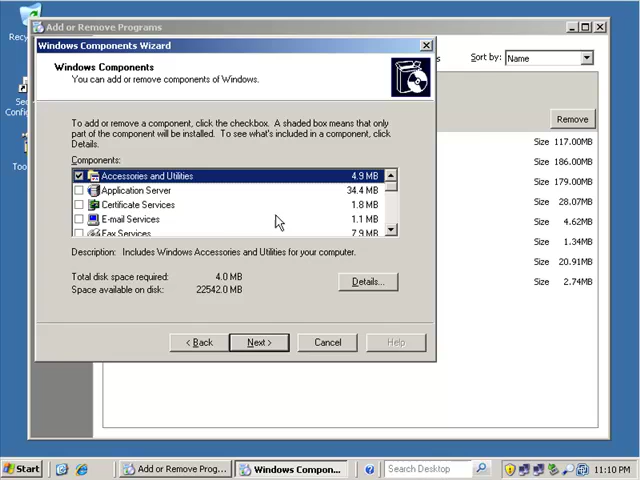 Recyc
Add or Remove Programs
Windows Components Wizard
Windows Components
You can add or remove components of Windows.
Sort by: Name
Remove
To add or remove a component, click the checkbox. A shaded box means that only
part of the component will be installed. To see what's included in a component, click
Details.
Components:
Accessories and Utilities 4.9 MB
Application Server 34.4 MB
Certificate Services 1.8 MB
E-mail Services 1.1 MB
Fax Services 7.9 MB
Description: Includes Windows Accessories and Utilities for your computer.
Total disk space required: 4.0 MB
Space available on disk: 22542.0 MB
Details...
< Back
Next >
Cancel
Help
Size 117.00MB
Size 186.00MB
Size 179.00MB
Size 28.07MB
Size 4.62MB
Size 1.34MB
Size 20.91MB
Size 2.74MB
Config
Too
Start
Add or Remove Prog...
Windows Compon...
Search Desktop
11:10 PM